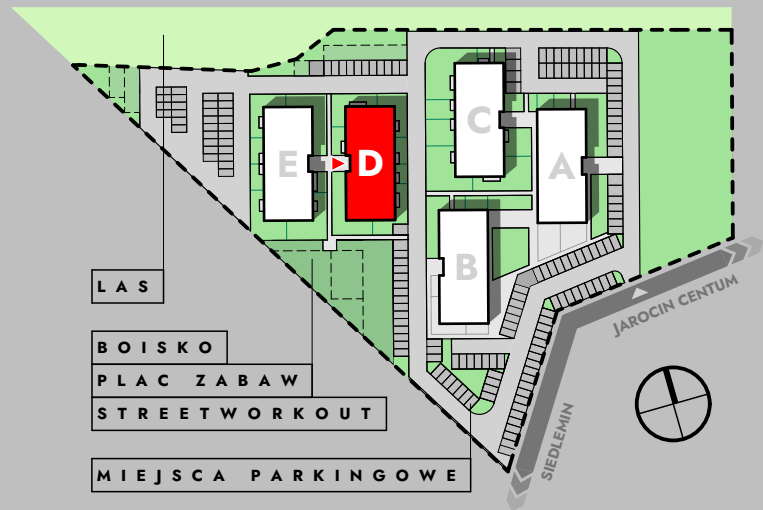 C
E
D
A
B
LAS
BOISKO
PLAC ZABAW
STREETWORKOUT
MIEJSCA PARKINGOWE
JAROCIN CENTUM
SIEDLEMIN